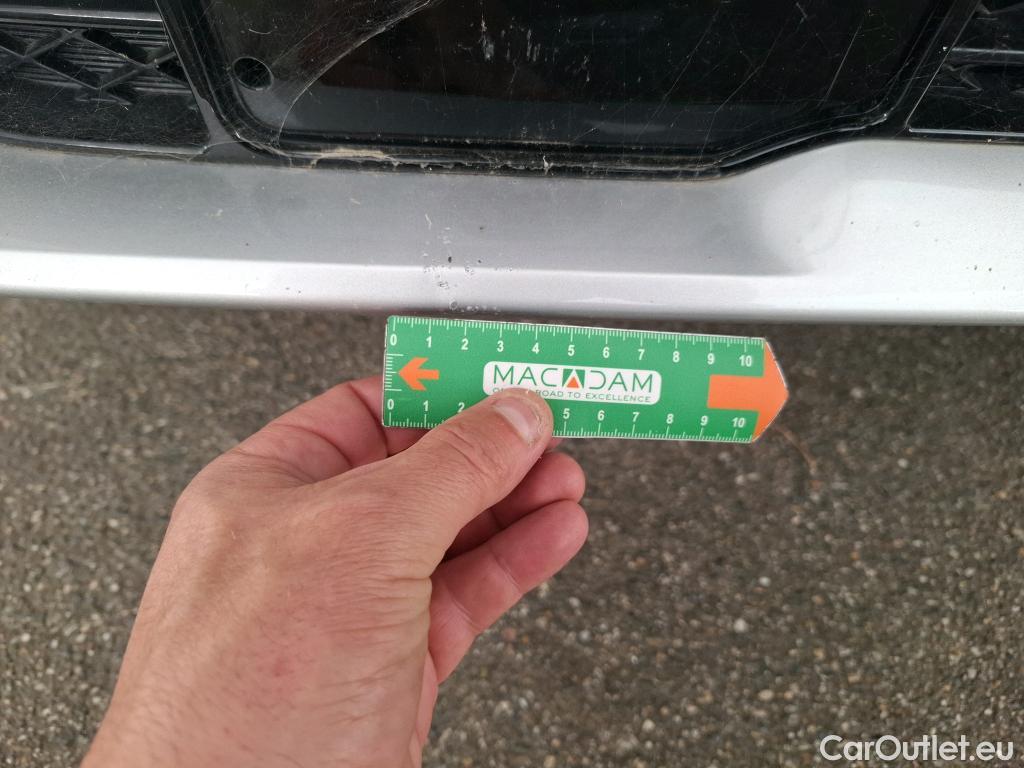 0 1 2 3 4 5 6 7 8 9 10
MACADAM
ROAD TO EXCELLENCE
0 1 2 5 6 7 8 9 10
CarOutlet.eu